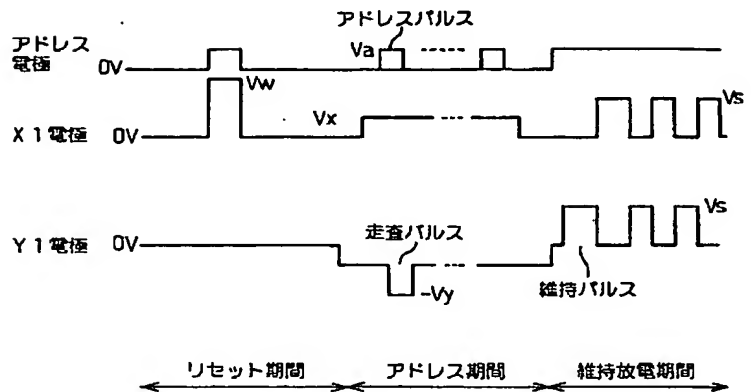 アドレスパルス
アドレス
電極
0V
Va
Vw
X1電極
0V
Vx
Vs
Y1電極
0V
走査パルス
-Vy
Vs
維持パルス
リセット期間
アドレス期間
維持放電期間